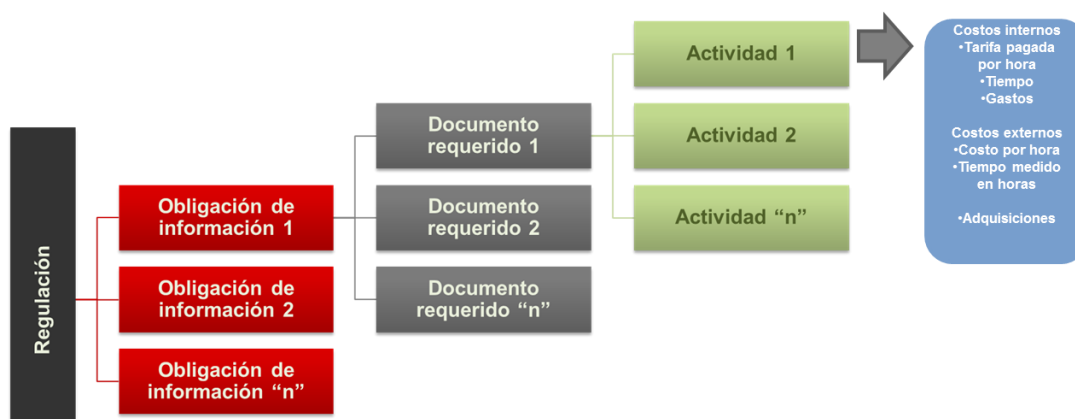 Regulación
Obligación de
información 1
Obligación de
información 2
Obligación de
información “n”
Documento
requerido 1
Documento
requerido 2
Documento
requerido “n”
Actividad 1
Actividad 2
Actividad “n”
Costos internos
•Tarifa pagada
por hora
•Tiempo
•Gastos
Costos externos
•Costo por hora
•Tiempo medido
en horas
•Adquisiciones